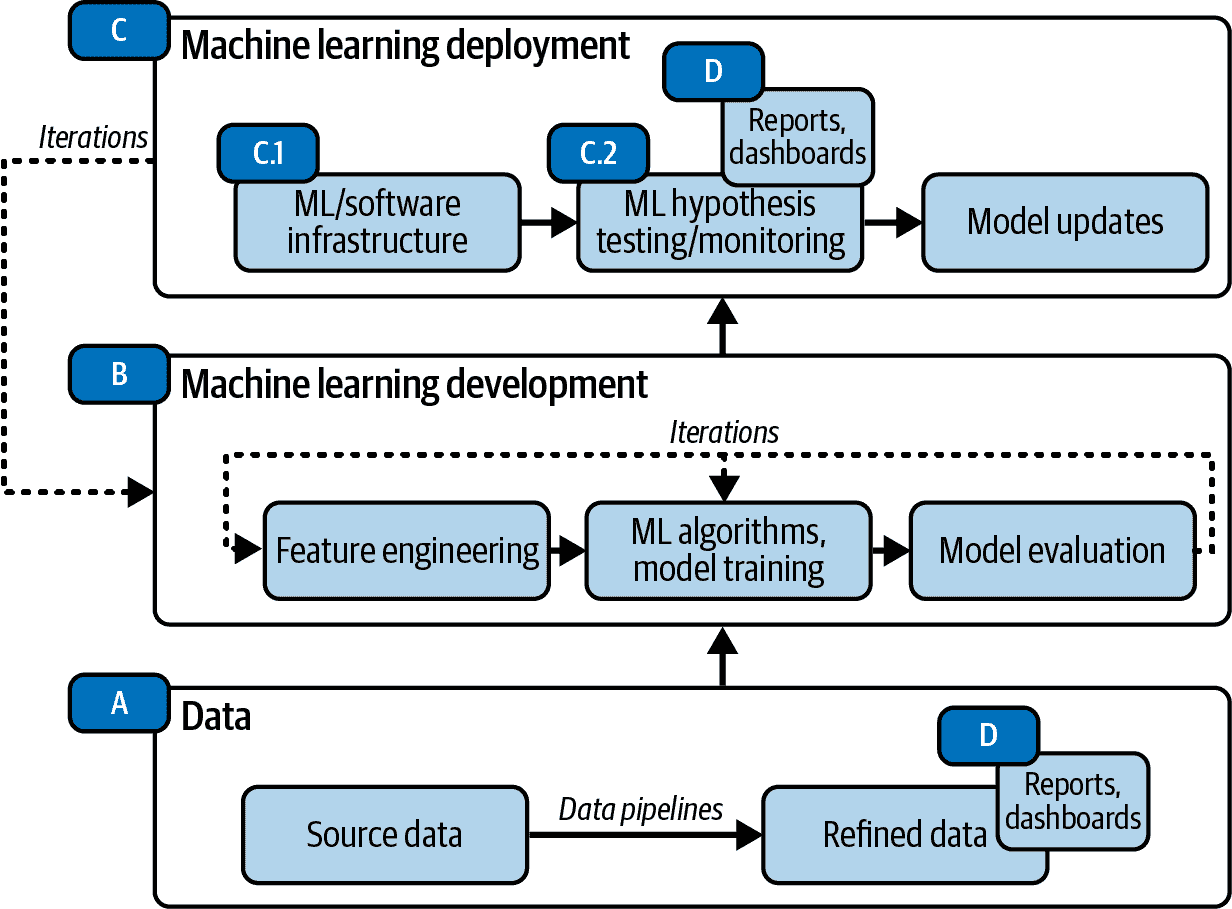 C
Machine learning deployment
D
Iterations
Reports,
dashboards
C.1
C.2
ML/software
infrastructure
ML hypothesis
testing/monitoring
Model updates
B
Machine learning development
Iterations
Feature engineering
ML algorithms,
model training
Model evaluation
A
Data
D
Reports,
dashboards
Source data
Data pipelines
Refined data